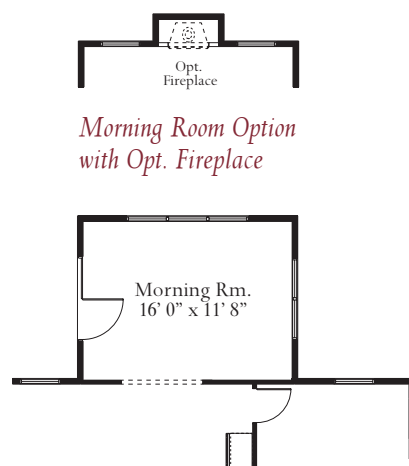 Opt.
Fireplace
Morning Room Option
with Opt. Fireplace
Morning Rm.
16’ 0” x 11’ 8”